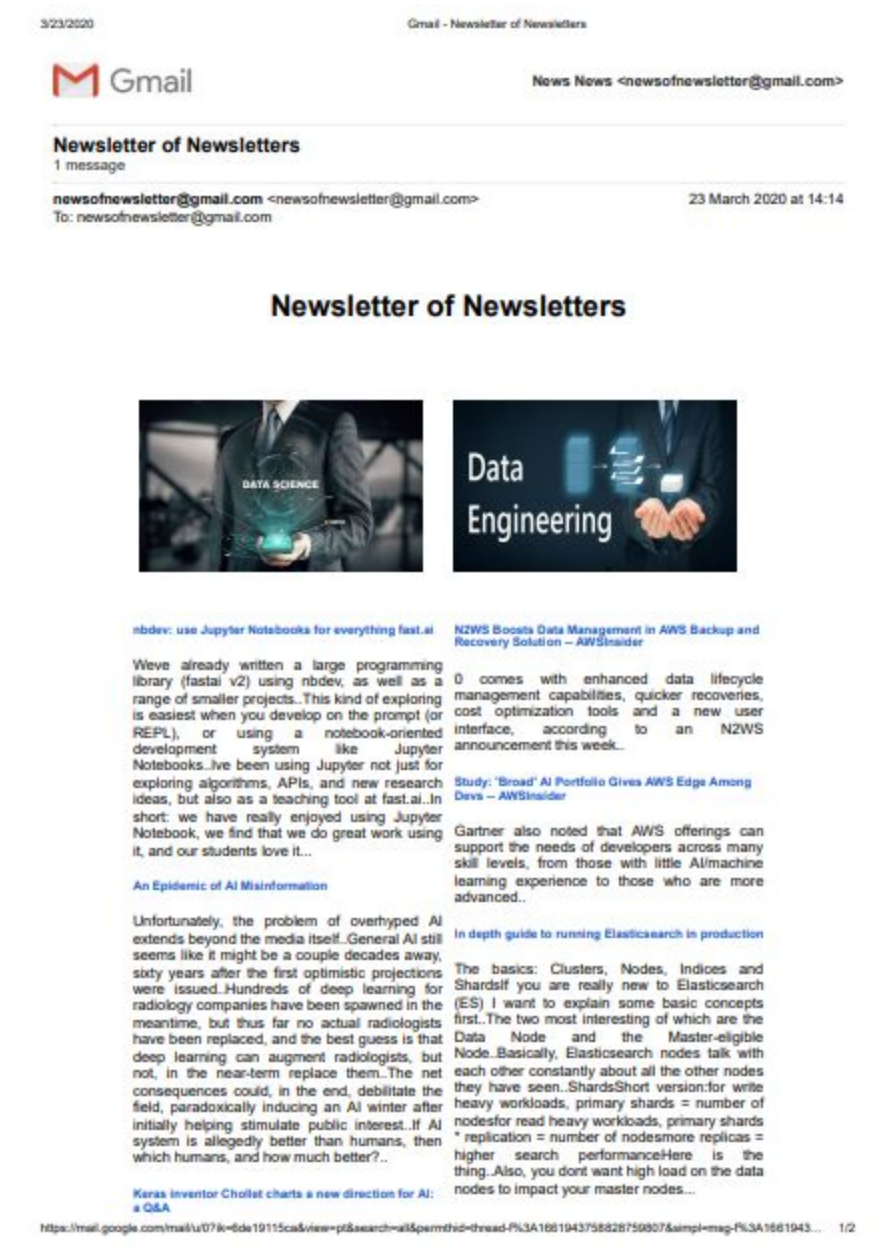 3/23/2020
Gmail - Newsletter of Newsletters
Gmail
News News <newsofnewsletter@gmail.com>
Newsletter of Newsletters
1 message
newsofnewsletter@gmail.com <newsofnewsletter@gmail.com>
23 March 2020 at 14:14
To: newsofnewsletter@gmail.com
Newsletter of Newsletters
DATA SCIENCE
Data
Engineering
nbdev: use Jupyter Notebooks for everything fast.ai
Weve already written a large programming
library (fastai v2) using nbdev, as well as a
range of smaller projects..This kind of exploring
is easiest when you develop on the prompt (or
REPL), or using a notebook-oriented
development system like Jupyter
Notebooks..Ive been using Jupyter not just for
exploring algorithms, APIs, and new research
ideas, but also as a teaching tool at fast.ai..In
short: we have really enjoyed using Jupyter
Notebook, we find that we do great work using
it, and our students love it...
An Epidemic of AI Misinformation
Unfortunately, the problem of overhyped AI
extends beyond the media itself..General AI still
seems like it might be a couple decades away,
sixty years after the first optimistic projections
were issued..Hundreds of deep learning for
radiology companies have been spawned in the
meantime, but thus far no actual radiologists
have been replaced, and the best guess is that
deep learning can augment radiologists, but
not, in the near-term replace them..The net
consequences could, in the end, debilitate the
field, paradoxically inducing an AI winter after
initially helping stimulate public interest..If AI
system is allegedly better than humans, then
which humans, and how much better?..
Keras inventor Chollet charts a new direction for AI:
a Q&A
N2WS Boosts Data Management in AWS Backup and
Recovery Solution -- AWSInsider
0 comes with enhanced data lifecycle
management capabilities, quicker recoveries,
cost optimization tools and a new user
interface, according to an N2WS
announcement this week..
Study: 'Broad' AI Portfolio Gives AWS Edge Among
Devs -- AWSInsider
Gartner also noted that AWS offerings can
support the needs of developers across many
skill levels, from those with little AI/machine
learning experience to those who are more
advanced..
In depth guide to running Elasticsearch in production
The basics: Clusters, Nodes, Indices and
ShardsIf you are really new to Elasticsearch
(ES) I want to explain some basic concepts
first..The two most interesting of which are the
Data Node and the Master-eligible
Node..Basically, Elasticsearch nodes talk with
each other constantly about all the other nodes
they have seen..ShardsShort version:for write
heavy workloads, primary shards = number of
nodesfor read heavy workloads, primary shards
* replication = number of nodesmore replicas =
higher search performanceHere is the
thing..Also, you dont want high load on the data
nodes to impact your master nodes...
https://mail.google.com/mail/u/0?ik=6de19115ca&view=pt&search=all&permthid=thread-f%3A1661943756828759807&simpl=msg-f%3A1661943...
1/2